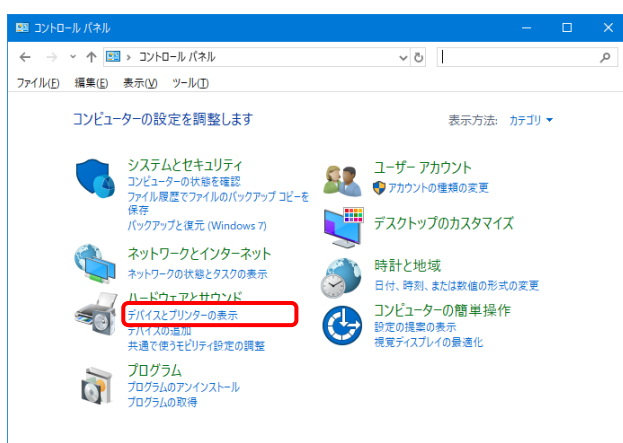 コントロール パネル
コントロール パネル
ファイル(F) 編集(E) 表示(V) ツール(T)
コンピューターの設定を調整します
表示方法: カテゴリ
システムとセキュリティ
コンピューターの状態を確認
ファイル履歴でファイルのバックアップ コピーを
保存
バックアップと復元 (Windows 7)
ネットワークとインターネット
ネットワークの状態とタスクの表示
ハードウェアとサウンド
デバイスとプリンターの表示
デバイスの追加
共通で使うモビリティ設定の調整
プログラム
プログラムのアンインストール
プログラムの取得
ユーザー アカウント
アカウントの種類の変更
デスクトップのカスタマイズ
時計と地域
日付、時刻、または数値の形式の変更
コンピューターの簡単操作
設定の提案の表示
視覚ディスプレイの最適化